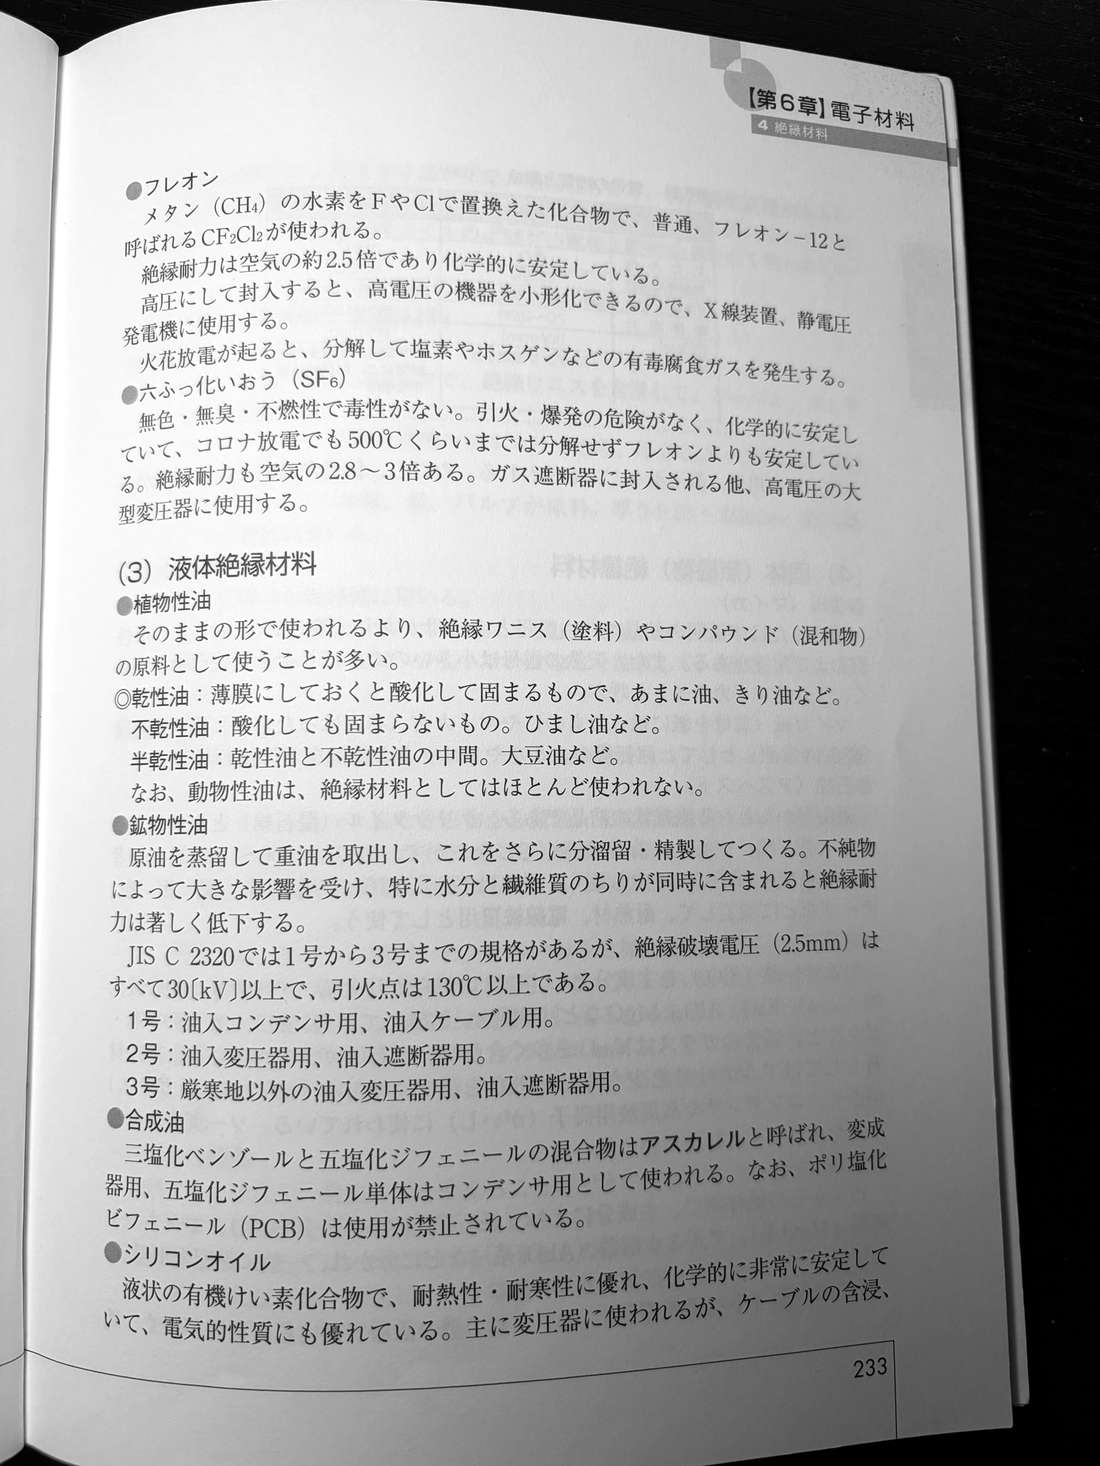 【第6章】電子材料
4 絶縁材料
●フレオン
メタン（CH₄）の水素をFやClで置換えた化合物で、普通、フレオン−12と
呼ばれるCF₂Cl₂が使われる。
絶縁耐力は空気の約2.5倍であり化学的に安定している。
高圧にして封入すると、高電圧の機器を小形化できるので、X線装置、静電圧
発電機に使用する。
火花放電が起ると、分解して塩素やホスゲンなどの有毒腐食ガスを発生する。
●六ふっ化いおう（SF₆）
無色・無臭・不燃性で毒性がない。引火・爆発の危険がなく、化学的に安定し
ていて、コロナ放電でも500℃くらいまでは分解せずフレオンよりも安定してい
る。絶縁耐力も空気の2.8〜3倍ある。ガス遮断器に封入される他、高電圧の大
型変圧器に使用する。
(3) 液体絶縁材料
●植物性油
そのままの形で使われるより、絶縁ワニス（塗料）やコンパウンド（混和物）
の原料として使うことが多い。
◎乾性油：薄膜にしておくと酸化して固まるもので、あまに油、きり油など。
不乾性油：酸化しても固まらないもの。ひまし油など。
半乾性油：乾性油と不乾性油の中間。大豆油など。
なお、動物性油は、絶縁材料としてはほとんど使われない。
●鉱物性油
原油を蒸留して重油を取出し、これをさらに分溜留・精製してつくる。不純物
によって大きな影響を受け、特に水分と繊維質のちりが同時に含まれると絶縁耐
力は著しく低下する。
JIS C 2320では1号から3号までの規格があるが、絶縁破壊電圧（2.5mm）は
すべて30〔kV〕以上で、引火点は130℃以上である。
1号：油入コンデンサ用、油入ケーブル用。
2号：油入変圧器用、油入遮断器用。
3号：厳寒地以外の油入変圧器用、油入遮断器用。
●合成油
三塩化ベンゾールと五塩化ジフェニールの混合物はアスカレルと呼ばれ、変成
器用、五塩化ジフェニール単体はコンデンサ用として使われる。なお、ポリ塩化
ビフェニール（PCB）は使用が禁止されている。
●シリコンオイル
液状の有機けい素化合物で、耐熱性・耐寒性に優れ、化学的に非常に安定して
いて、電気的性質にも優れている。主に変圧器に使われるが、ケーブルの含浸、
233